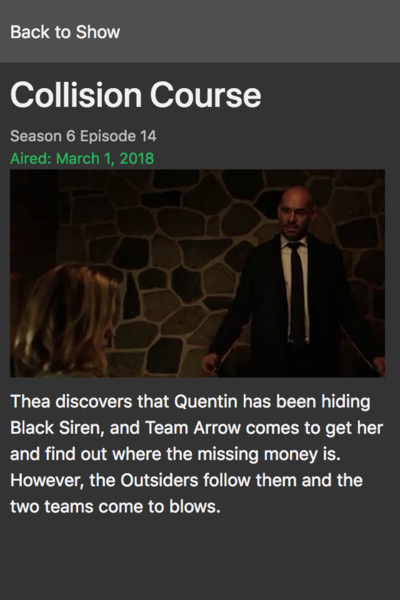 Back to Show
Collision Course
Season 6 Episode 14
Aired: March 1, 2018
Thea discovers that Quentin has been hiding
Black Siren, and Team Arrow comes to get her
and find out where the missing money is.
However, the Outsiders follow them and the
two teams come to blows.